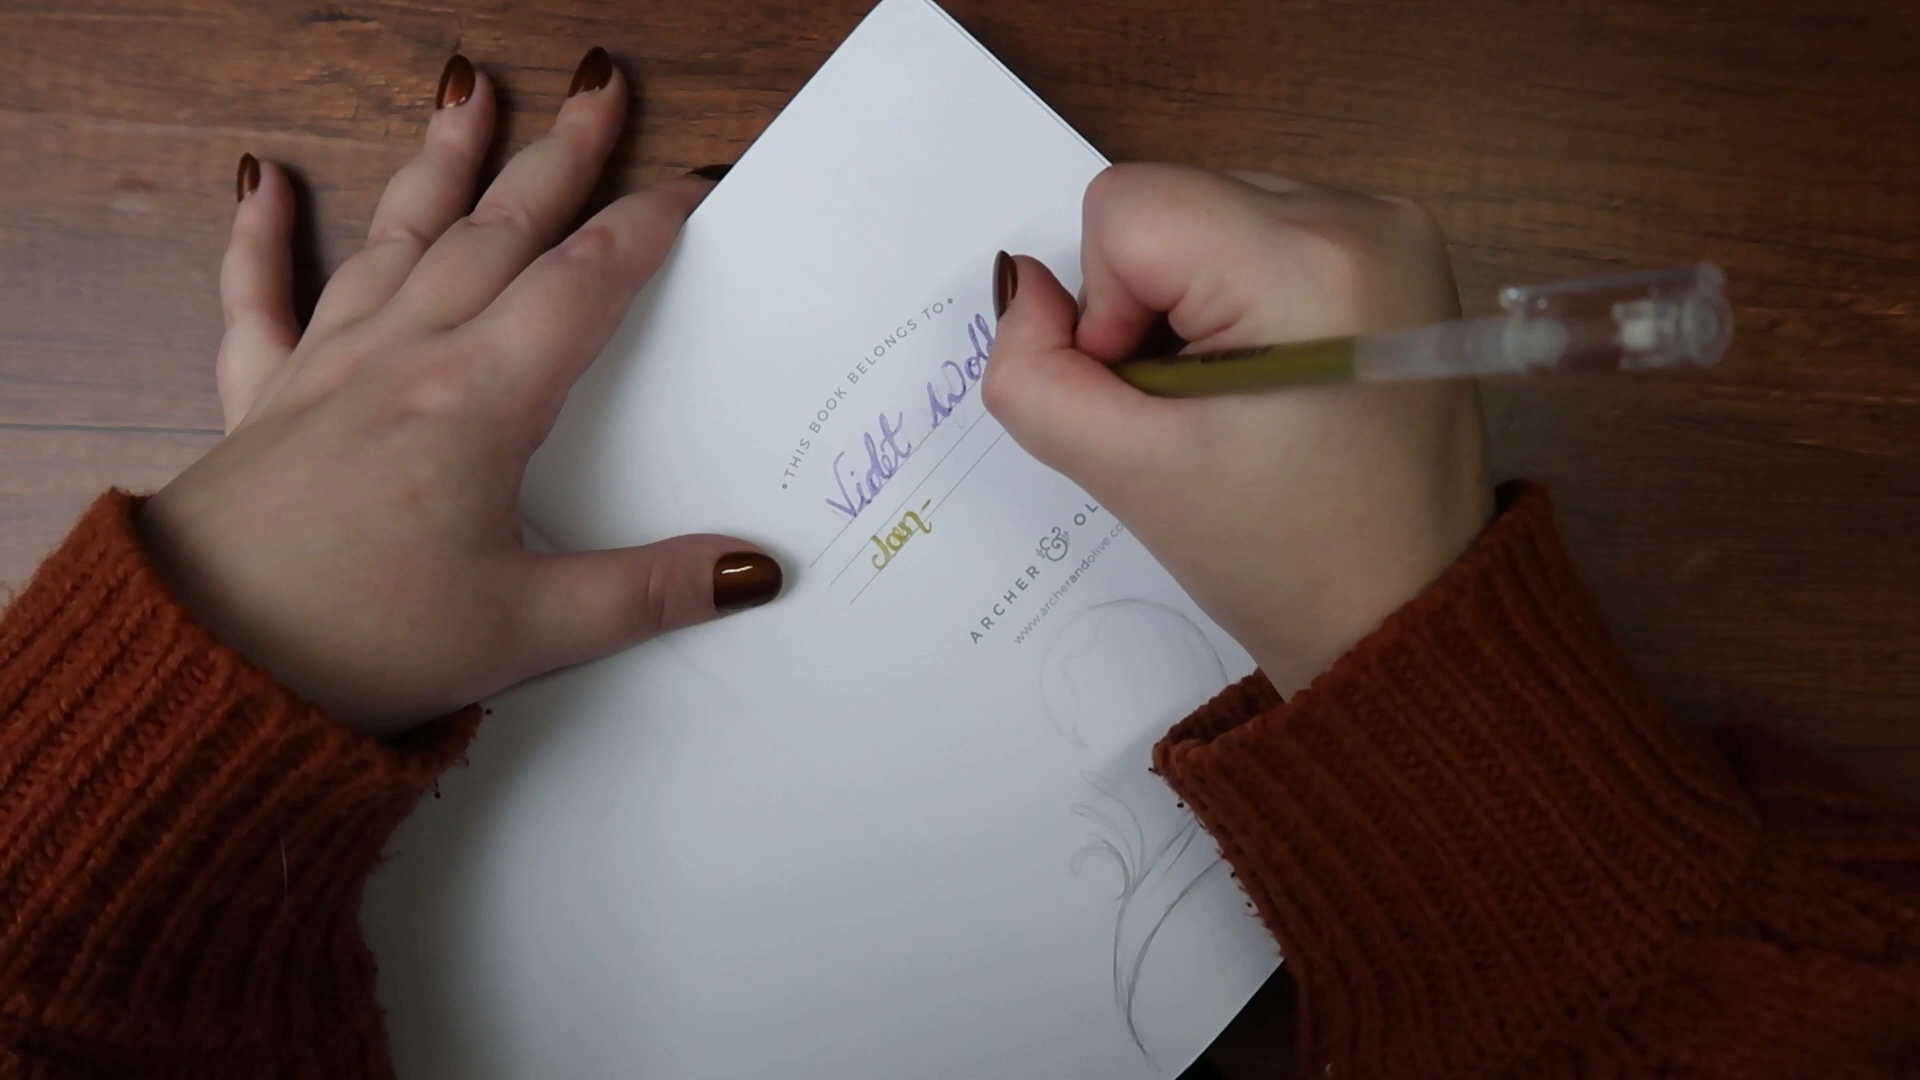 • THIS BOOK BELONGS TO •
Violet
Jan-
ARCHER & OL
www.archerandolive.co